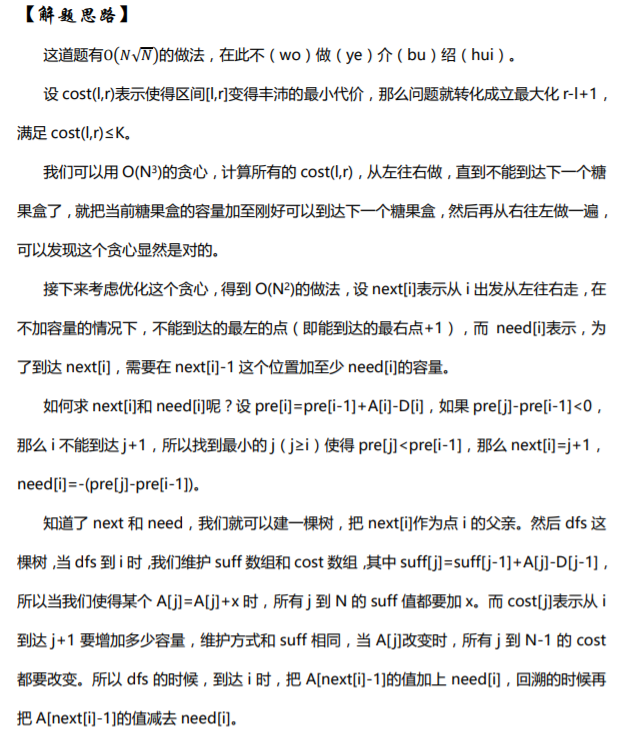 【解题思路】
这道题有O(N√N)的做法，在此不（wo）做（ye）介（bu）绍（hui）。
设 cost(l,r)表示使得区间[l,r]变得丰沛的最小代价，那么问题就转化成立最大化 r-l+1，
满足 cost(l,r)≤K。
我们可以用 O(N³)的贪心，计算所有的 cost(l,r)，从左往右做，直到不能到达下一个糖
果盒了，就把当前糖果盒的容量加至刚好可以到达下一个糖果盒，然后再从右往左做一遍，
可以发现这个贪心显然是对的。
接下来考虑优化这个贪心，得到 O(N²)的做法，设 next[i]表示从 i 出发从左往右走，在
不加容量的情况下，不能到达的最左的点（即能到达的最右点+1），而 need[i]表示，为
了到达 next[i]，需要在 next[i]-1 这个位置加至少 need[i]的容量。
如何求 next[i]和 need[i]呢？设 pre[i]=pre[i-1]+A[i]-D[i]，如果 pre[j]-pre[i-1]<0，
那么 i 不能到达 j+1，所以找到最小的 j（j≥i）使得 pre[j]<pre[i-1]，那么 next[i]=j+1，
need[i]=-(pre[j]-pre[i-1])。
知道了 next 和 need，我们就可以建一棵树，把 next[i]作为点 i 的父亲。然后 dfs 这
棵树，当 dfs 到 i 时，我们维护 suff 数组和 cost 数组，其中 suff[j]=suff[j-1]+A[j]-D[j-1]，
所以当我们使得某个 A[j]=A[j]+x 时，所有 j 到 N 的 suff 值都要加 x。而 cost[j]表示从 i
到达 j+1 要增加多少容量，维护方式和 suff 相同，当 A[j]改变时，所有 j 到 N-1 的 cost
都要改变。所以 dfs 的时候，到达 i 时，把 A[next[i]-1]的值加上 need[i]，回溯的时候再
把 A[next[i]-1]的值减去 need[i]。